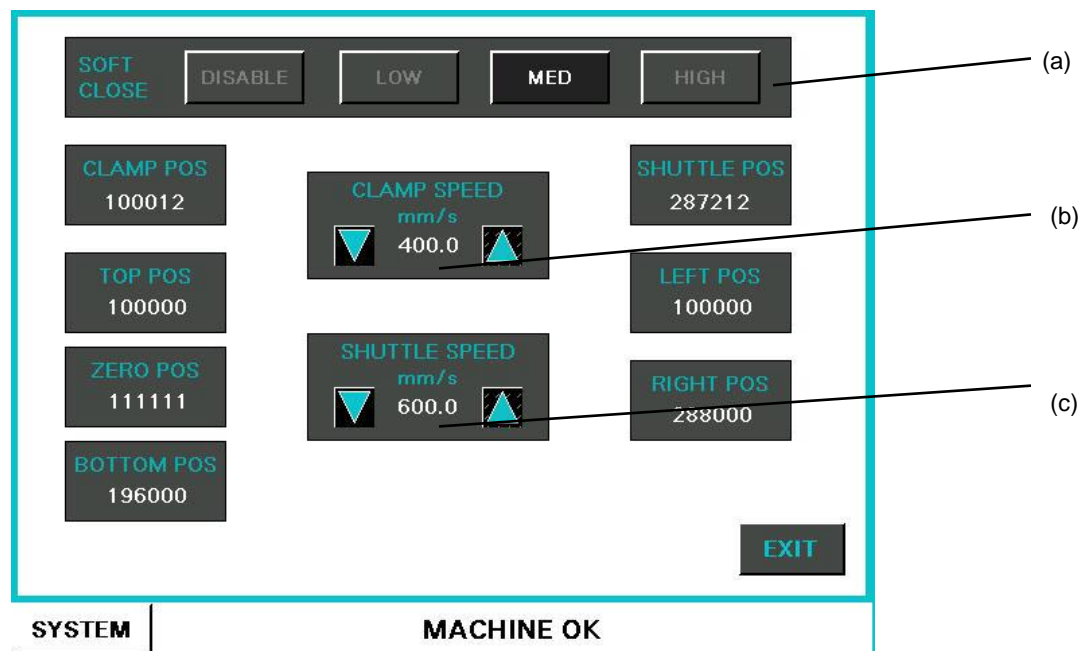 SOFT
CLOSE
DISABLE
LOW
MED
HIGH
(a)
CLAMP POS
100012
CLAMP SPEED
mm/s
400.0
SHUTTLE POS
287212
(b)
TOP POS
100000
LEFT POS
100000
ZERO POS
111111
SHUTTLE SPEED
mm/s
600.0
RIGHT POS
288000
(c)
BOTTOM POS
196000
EXIT
SYSTEM
MACHINE OK